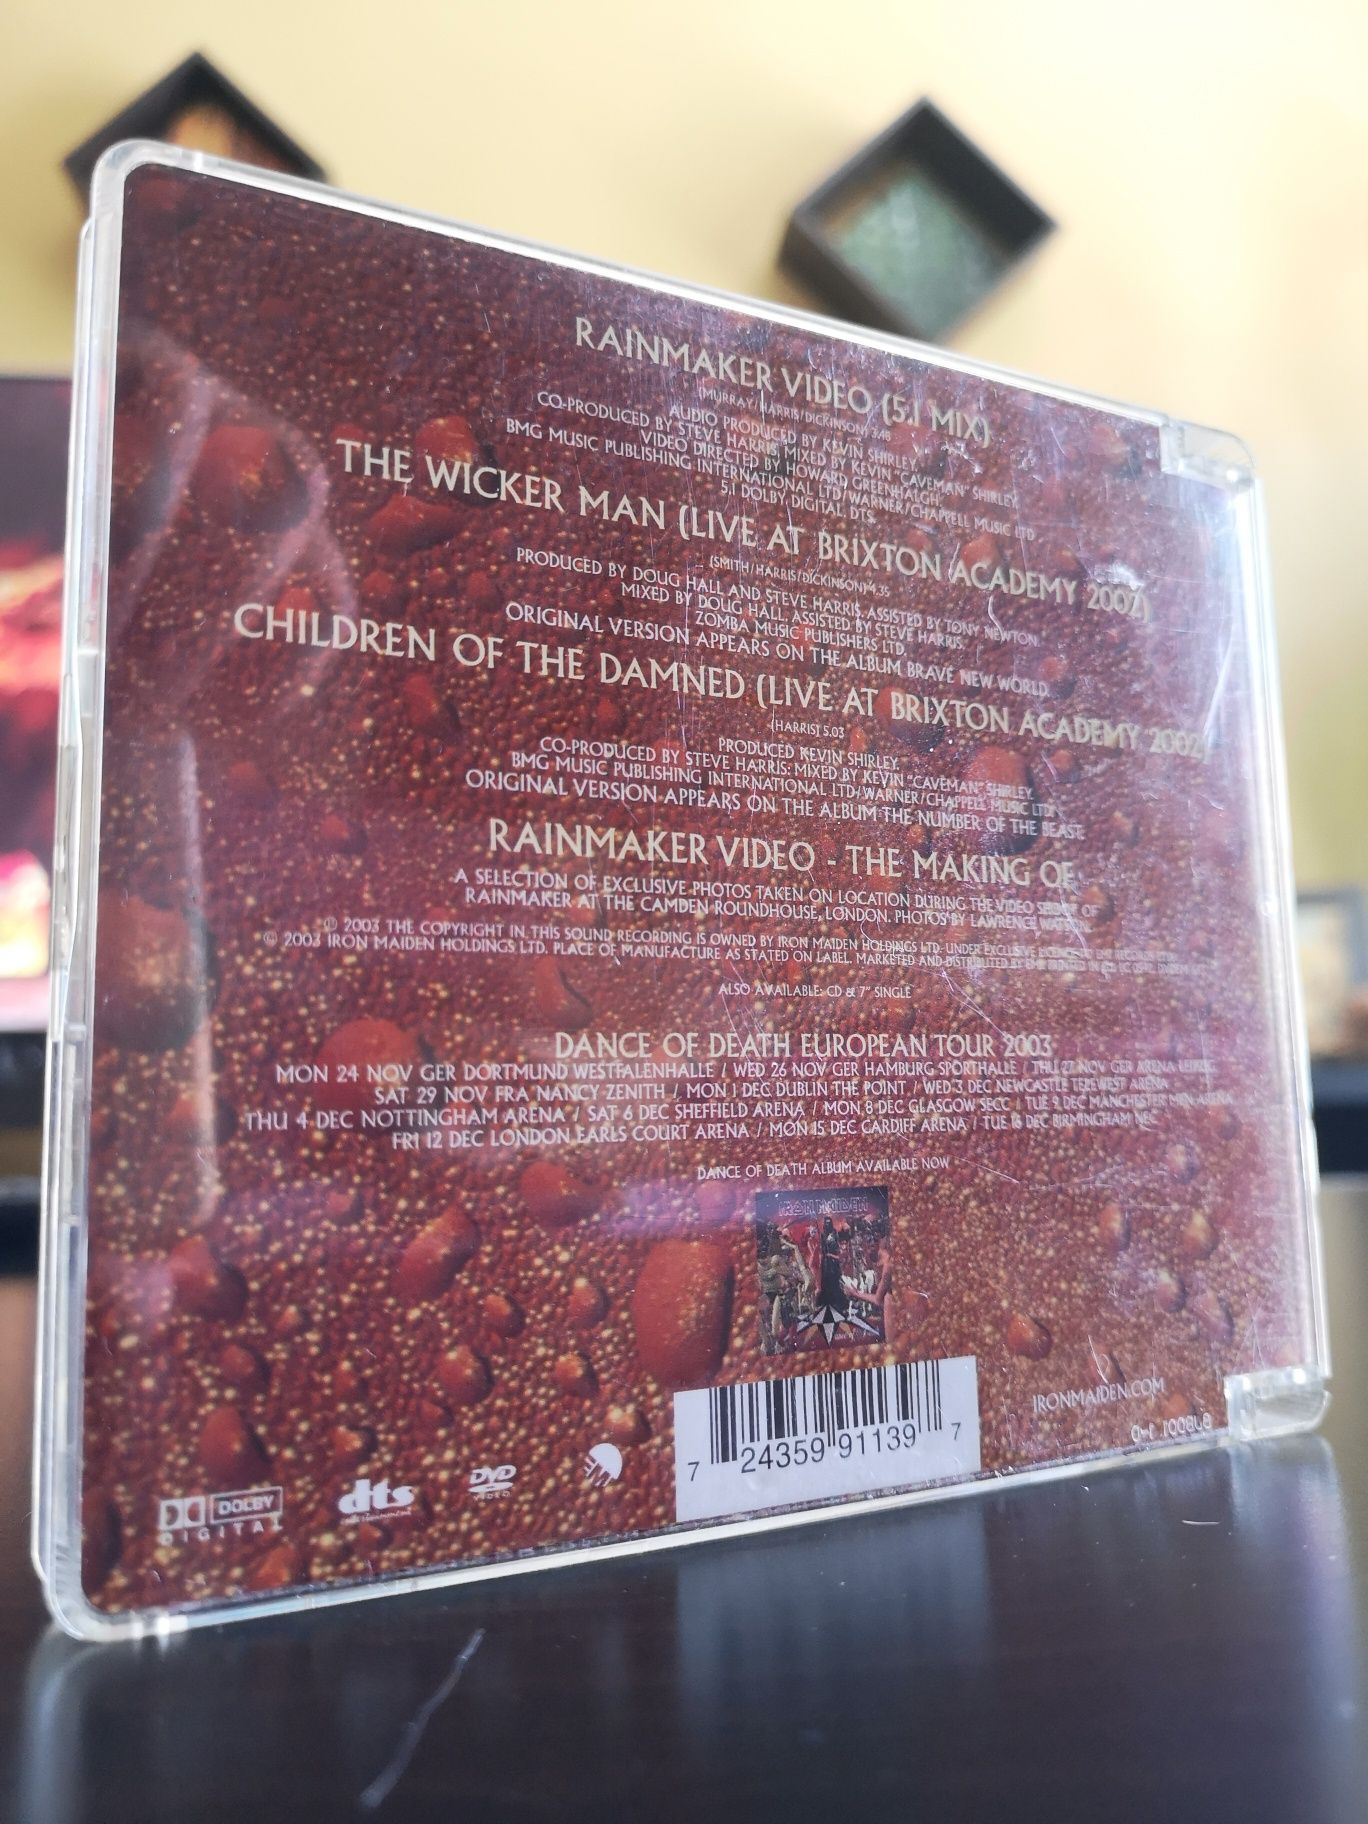 RAINMAKER VIDEO (5.1 MIX)
(MURRAY/HARRIS/DICKINSON) 3.48
AUDIO PRODUCED BY KEVIN SHIRLEY.
CO-PRODUCED BY STEVE HARRIS. MIXED BY KEVIN "CAVEMAN" SHIRLEY.
VIDEO DIRECTED BY HOWARD GREENHALGH.
BMG MUSIC PUBLISHING INTERNATIONAL LTD/WARNER/CHAPPELL MUSIC LTD
5.1 DOLBY DIGITAL. DTS.
THE WICKER MAN (LIVE AT BRIXTON ACADEMY 2002)
(SMITH/HARRIS/DICKINSON) 4.35
PRODUCED BY DOUG HALL AND STEVE HARRIS. ASSISTED BY TONY NEWTON.
MIXED BY DOUG HALL, ASSISTED BY STEVE HARRIS.
ZOMBA MUSIC PUBLISHERS LTD.
ORIGINAL VERSION APPEARS ON THE ALBUM BRAVE NEW WORLD.
CHILDREN OF THE DAMNED (LIVE AT BRIXTON ACADEMY 2002)
(HARRIS) 5.03
PRODUCED KEVIN SHIRLEY.
CO-PRODUCED BY STEVE HARRIS. MIXED BY KEVIN "CAVEMAN" SHIRLEY.
BMG MUSIC PUBLISHING INTERNATIONAL LTD/WARNER/CHAPPELL MUSIC LTD
ORIGINAL VERSION APPEARS ON THE ALBUM THE NUMBER OF THE BEAST.
RAINMAKER VIDEO - THE MAKING OF
A SELECTION OF EXCLUSIVE PHOTOS TAKEN ON LOCATION DURING THE VIDEO SHOOT OF
RAINMAKER AT THE CAMDEN ROUNDHOUSE, LONDON. PHOTOS BY LAWRENCE WATSON.
℗ 2003 THE COPYRIGHT IN THIS SOUND RECORDING IS OWNED BY IRON MAIDEN HOLDINGS LTD. UNDER EXCLUSIVE LICENCE TO EMI RECORDS LTD.
© 2003 IRON MAIDEN HOLDINGS LTD. PLACE OF MANUFACTURE AS STATED ON LABEL. MARKETED AND DISTRIBUTED BY EMI
ALSO AVAILABLE: CD & 7" SINGLE
DANCE OF DEATH EUROPEAN TOUR 2003
MON 24 NOV GER DORTMUND WESTFALENHALLE / WED 26 NOV GER HAMBURG SPORTHALLE / THU 27 NOV GER ARENA LEIPZIG
SAT 29 NOV FRA NANCY ZENITH / MON 1 DEC DUBLIN THE POINT / WED 3 DEC NEWCASTLE TELEWEST ARENA
THU 4 DEC NOTTINGHAM ARENA / SAT 6 DEC SHEFFIELD ARENA / MON 8 DEC GLASGOW SECC / TUE 9 DEC MANCHESTER MEN ARENA
FRI 12 DEC LONDON EARLS COURT ARENA / MON 15 DEC CARDIFF ARENA / TUE 16 DEC BIRMINGHAM NEC
DANCE OF DEATH ALBUM AVAILABLE NOW
IRON MAIDEN
IRONMAIDEN.COM
7 24359 91139 7
DOLBY
DIGITAL
dts
DVD
VIDEO
EMI